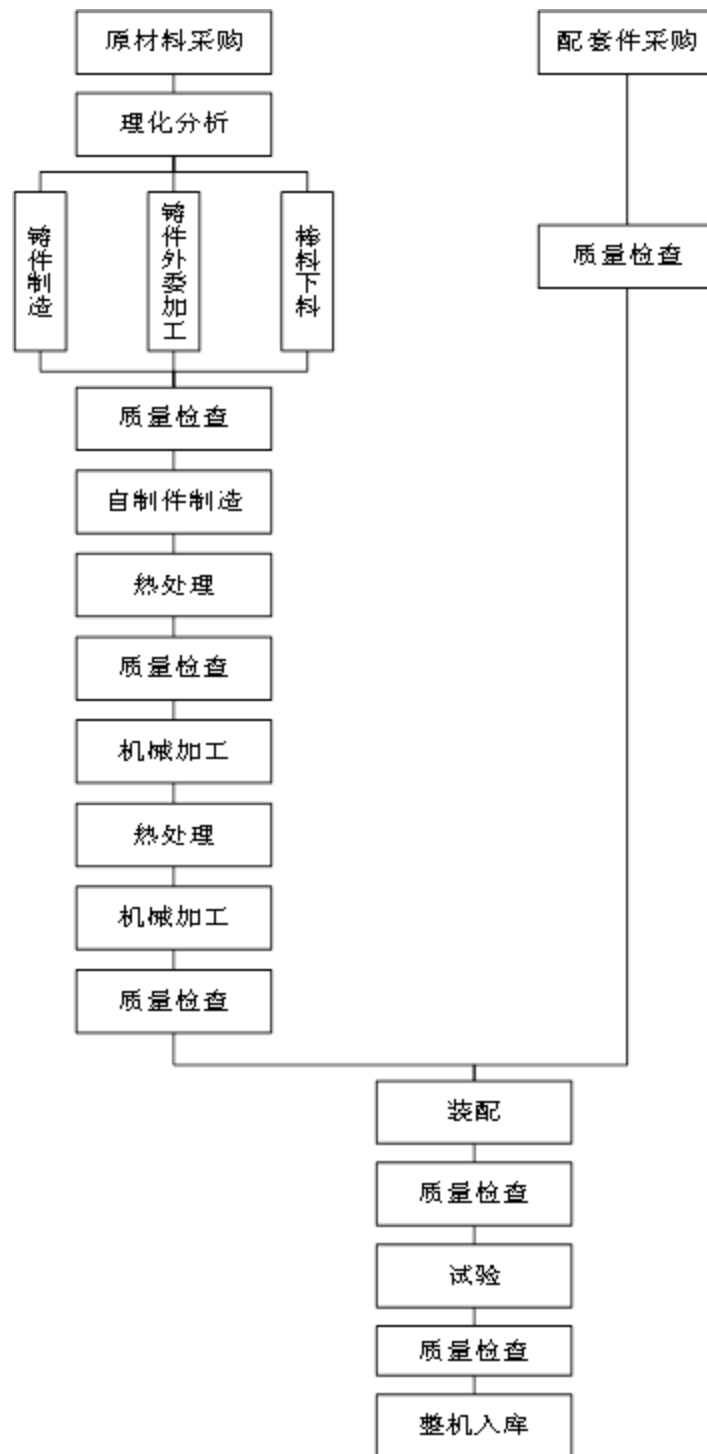 原材料采购
配套件采购
理化分析
铸件制造
铸件外委加工
棒料下料
质量检查
质量检查
自制件制造
热处理
质量检查
机械加工
热处理
机械加工
质量检查
装配
质量检查
试验
质量检查
整机入库